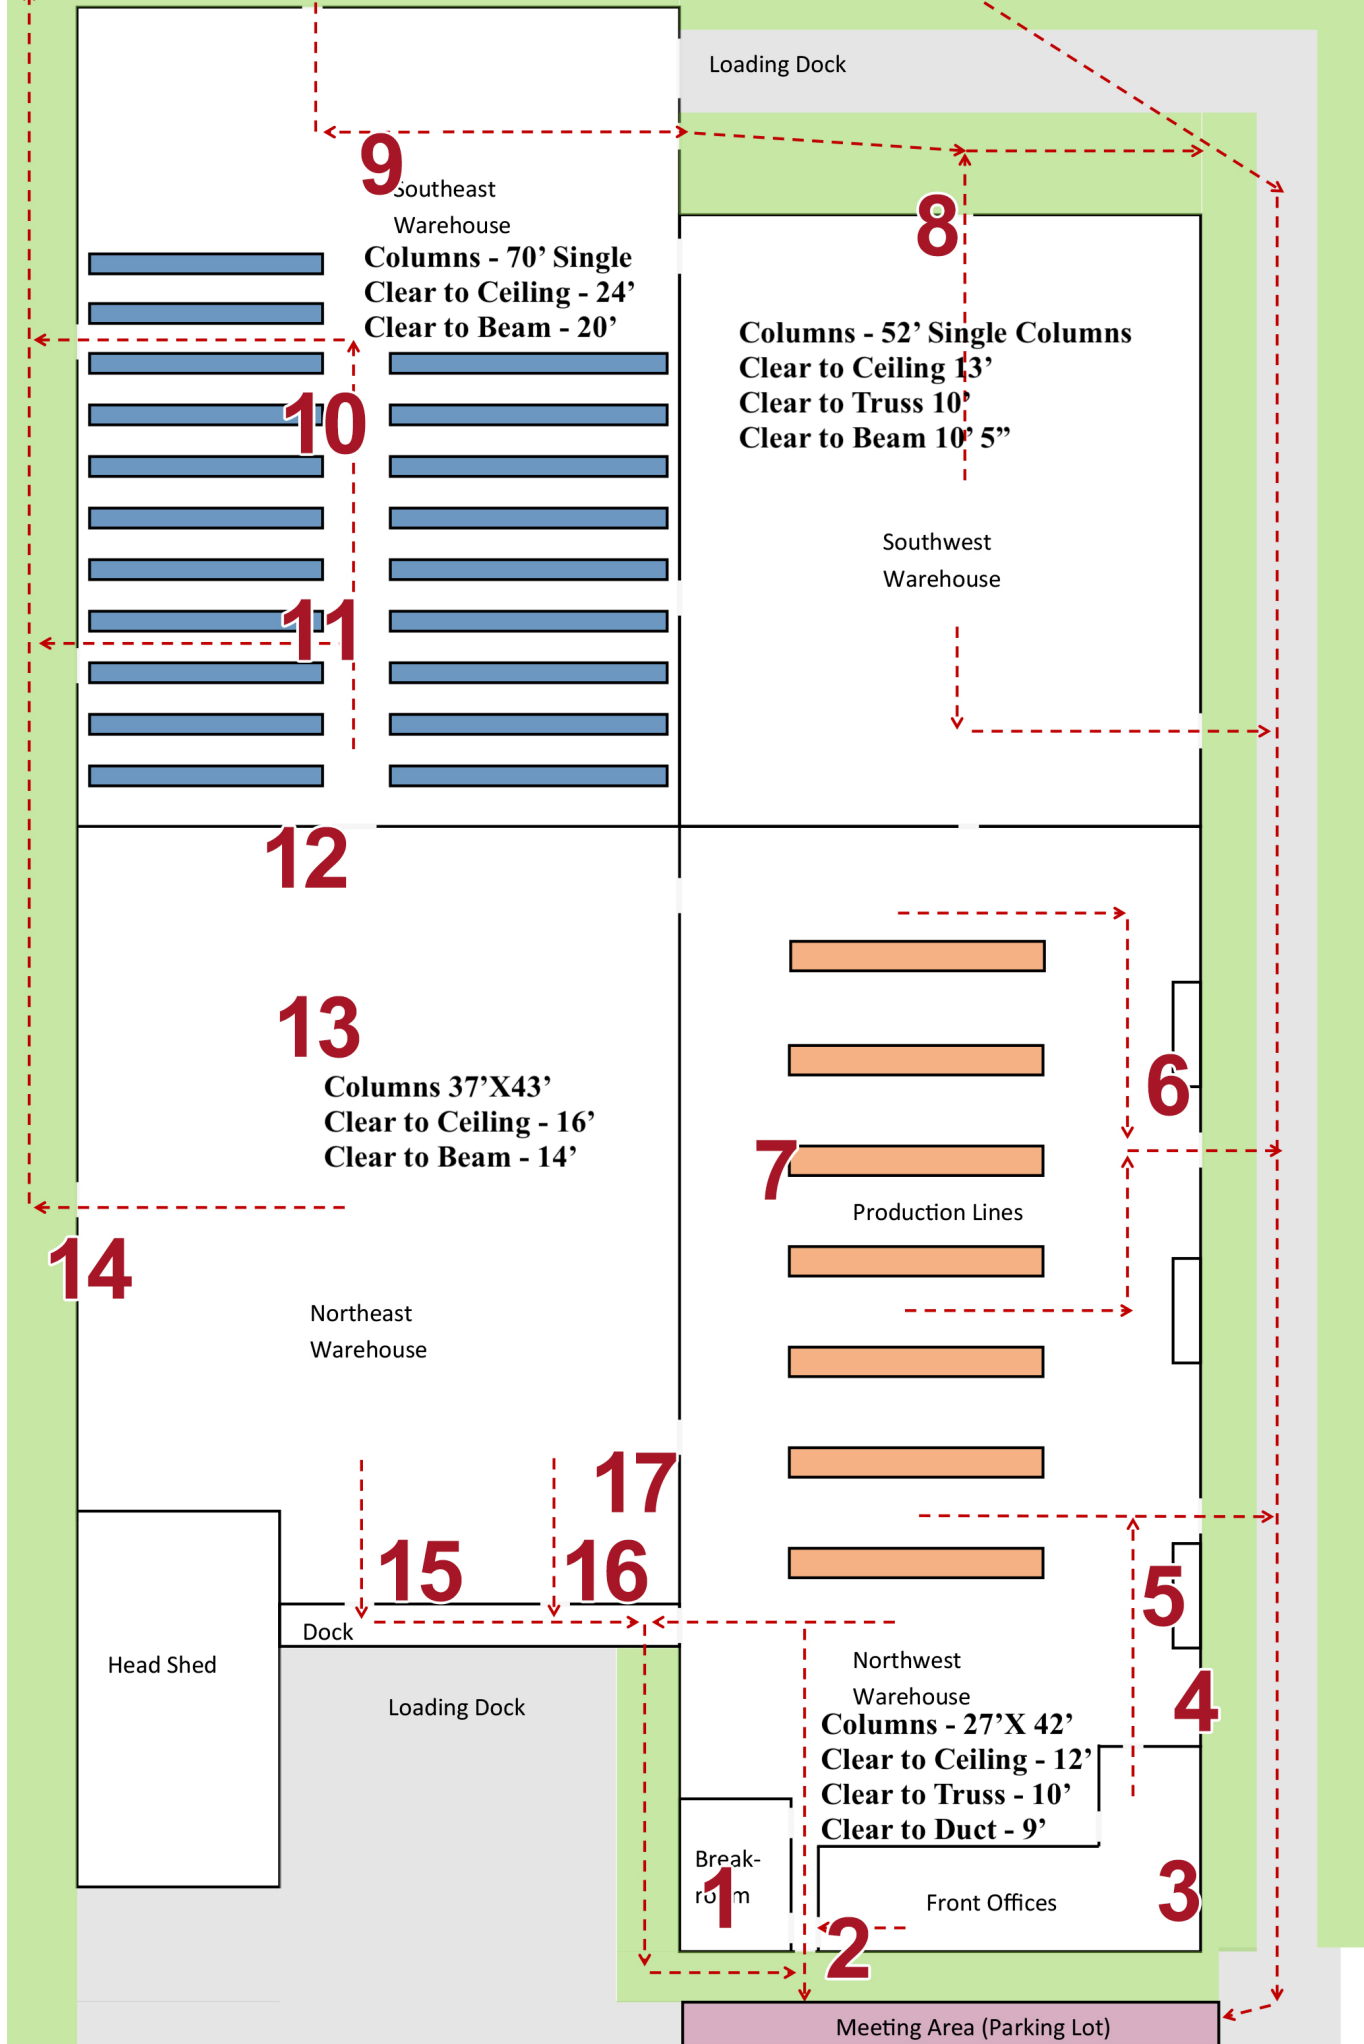 Loading Dock
9
Southeast
Warehouse
Columns - 70’ Single
Clear to Ceiling - 24’
Clear to Beam - 20’
8
Columns - 52’ Single Columns
Clear to Ceiling 13’
Clear to Truss 10’
Clear to Beam 10’ 5”
10
Southwest
Warehouse
11
12
13
Columns 37’X43’
Clear to Ceiling - 16’
Clear to Beam - 14’
6
7
Production Lines
14
Northeast
Warehouse
17
15
16
5
Dock
Head Shed
Loading Dock
Northwest
Warehouse
4
Columns - 27’X 42’
Clear to Ceiling - 12’
Clear to Truss - 10’
Clear to Duct - 9’
Break-
room
1
Front Offices
3
2
Meeting Area (Parking Lot)